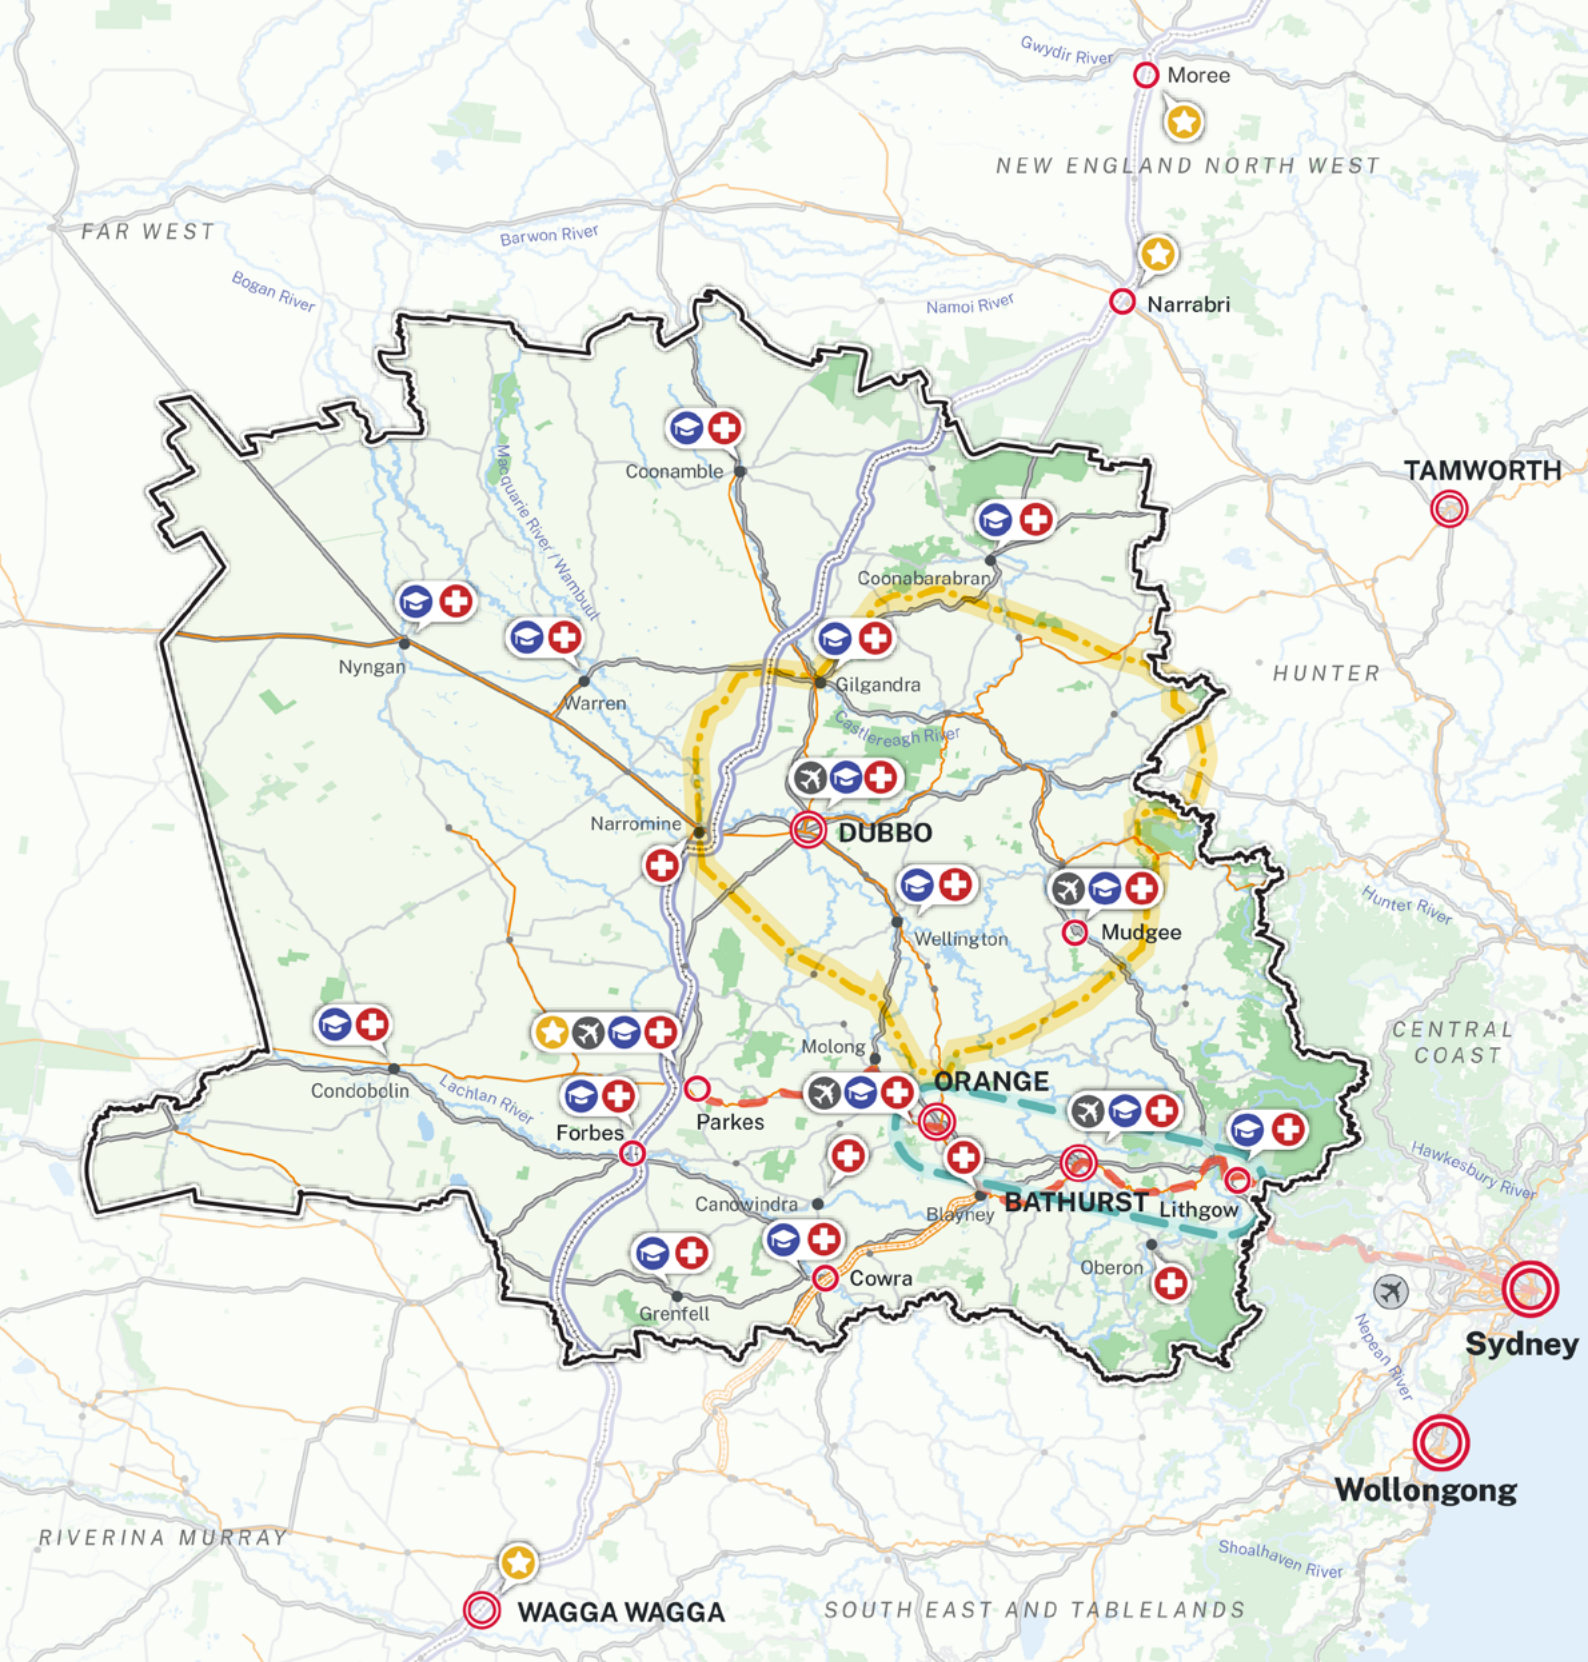 Gwydir River
Moree
NEW ENGLAND NORTH WEST
FAR WEST
Barwon River
Bogan River
Namoi River
Narrabri
Coonamble
TAMWORTH
Macquarie River / Wambuul
Coonabarabran
Nyngan
Warren
Gilgandra
HUNTER
Castlereagh River
Narromine
DUBBO
Hunter River
Wellington
Mudgee
CENTRAL
COAST
Molong
Condobolin
Lachlan River
ORANGE
Parkes
Forbes
Hawkesbury River
Canowindra
Blayney
BATHURST
Lithgow
Oberon
Cowra
Grenfell
Sydney
Nepean River
Wollongong
RIVERINA MURRAY
Shoalhaven River
WAGGA WAGGA
SOUTH EAST AND TABLELANDS